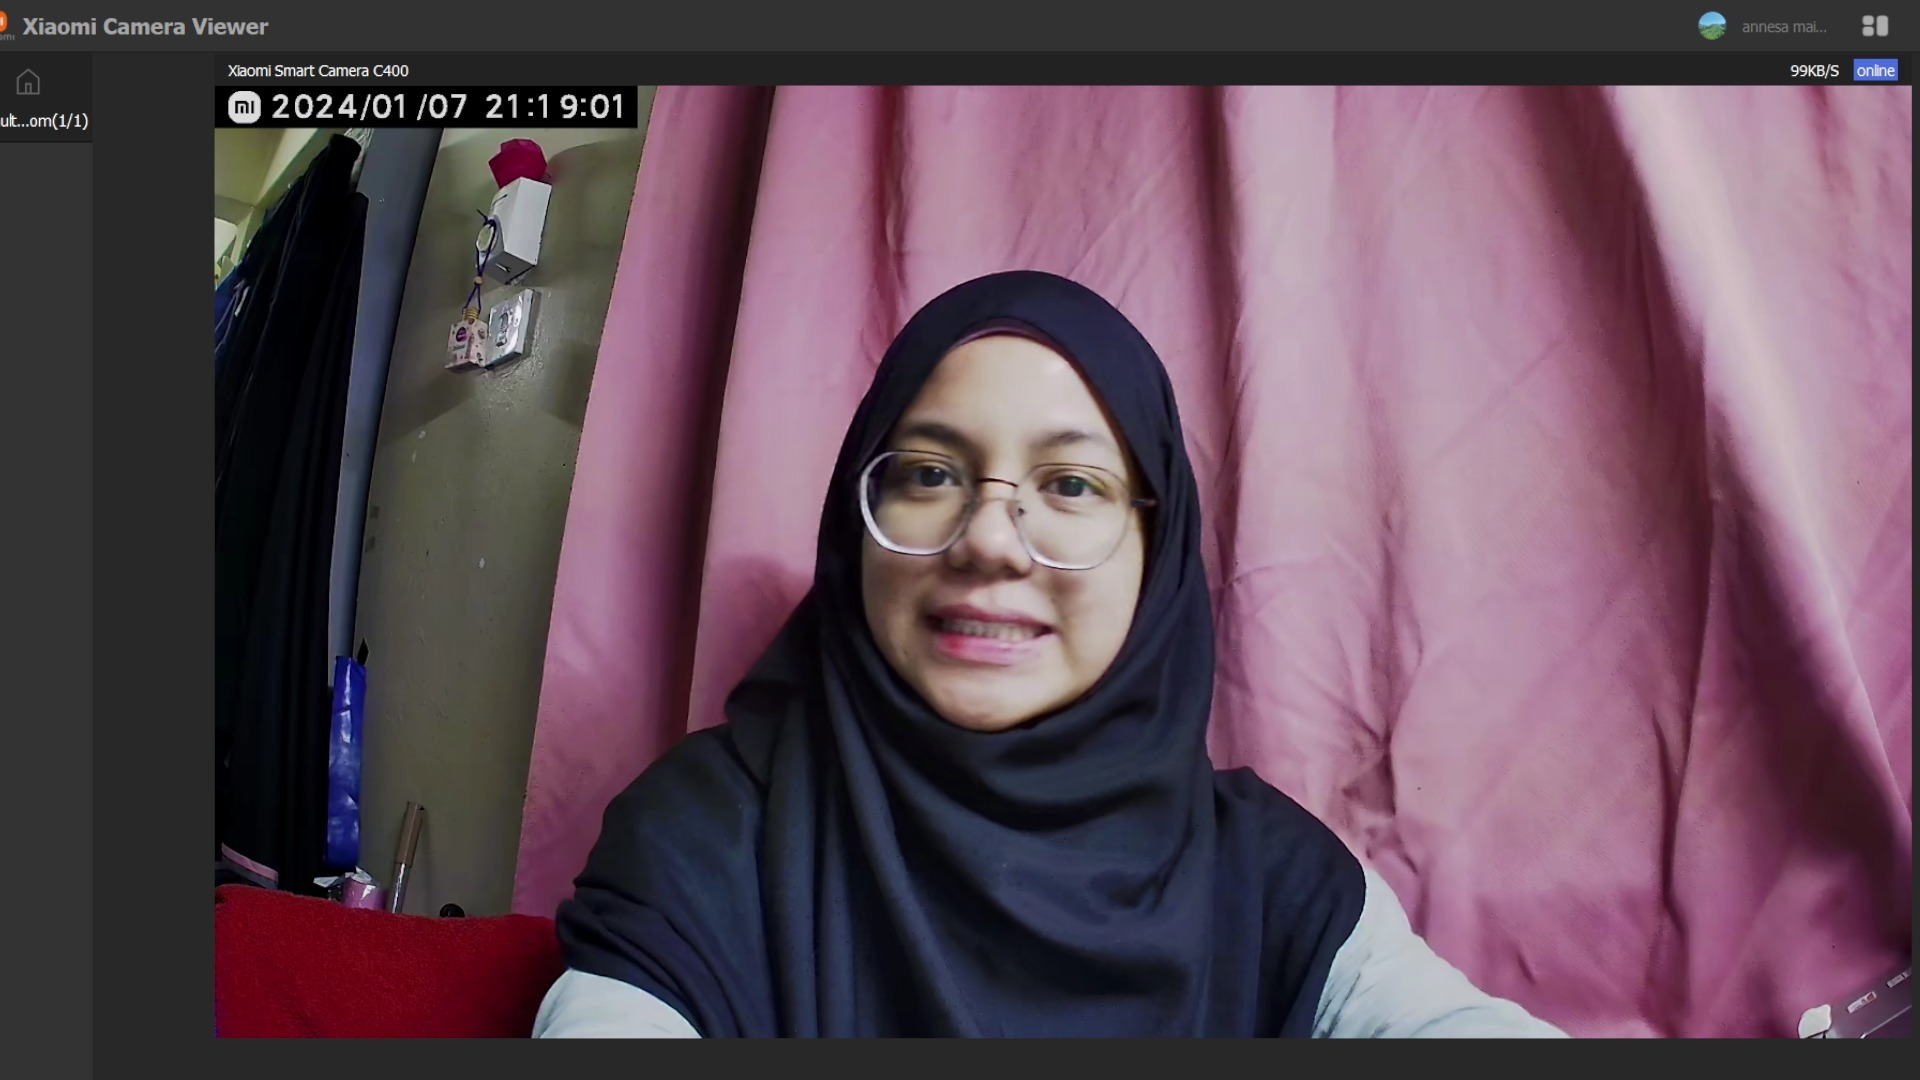 Xiaomi Camera Viewer
annesa mai...
Xiaomi Smart Camera C400
99KB/S
online
ult...om(1/1)
mi 2024/01/07 21:19:01